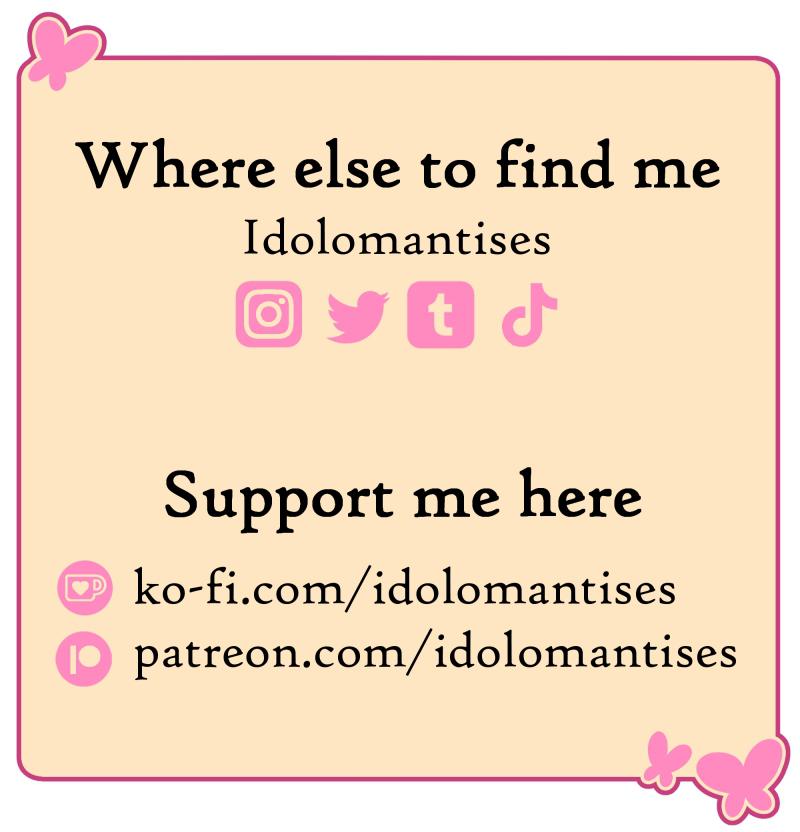 Where else to find me
Idolomantises
Support me here
ko-fi.com/idolomantises
patreon.com/idolomantises